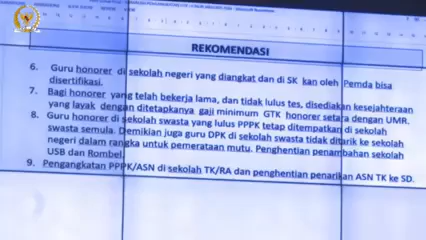 REKOMENDASI
6. Guru honorer di sekolah negeri yang diangkat dan di SK kan oleh Pemda bisa
disertifikasi.
7. Bagi honorer yang telah bekerja lama, dan tidak lulus tes, disediakan kesejahteraan
yang layak dengan ditetapkanya gaji minimum GTK honorer setara dengan UMR.
8. Guru honorer di sekolah swasta yang lulus PPPK tetap ditempatkan di sekolah
swasta semula. Demikian juga guru DPK di sekolah swasta tidak ditarik ke sekolah
negeri dalam rangka untuk pemerataan mutu. Penghentian penambahan sekolah
USB dan Rombel.
9. Pengangkatan PPPK/ASN di sekolah TK/RA dan penghentian penarikan ASN TK ke SD.